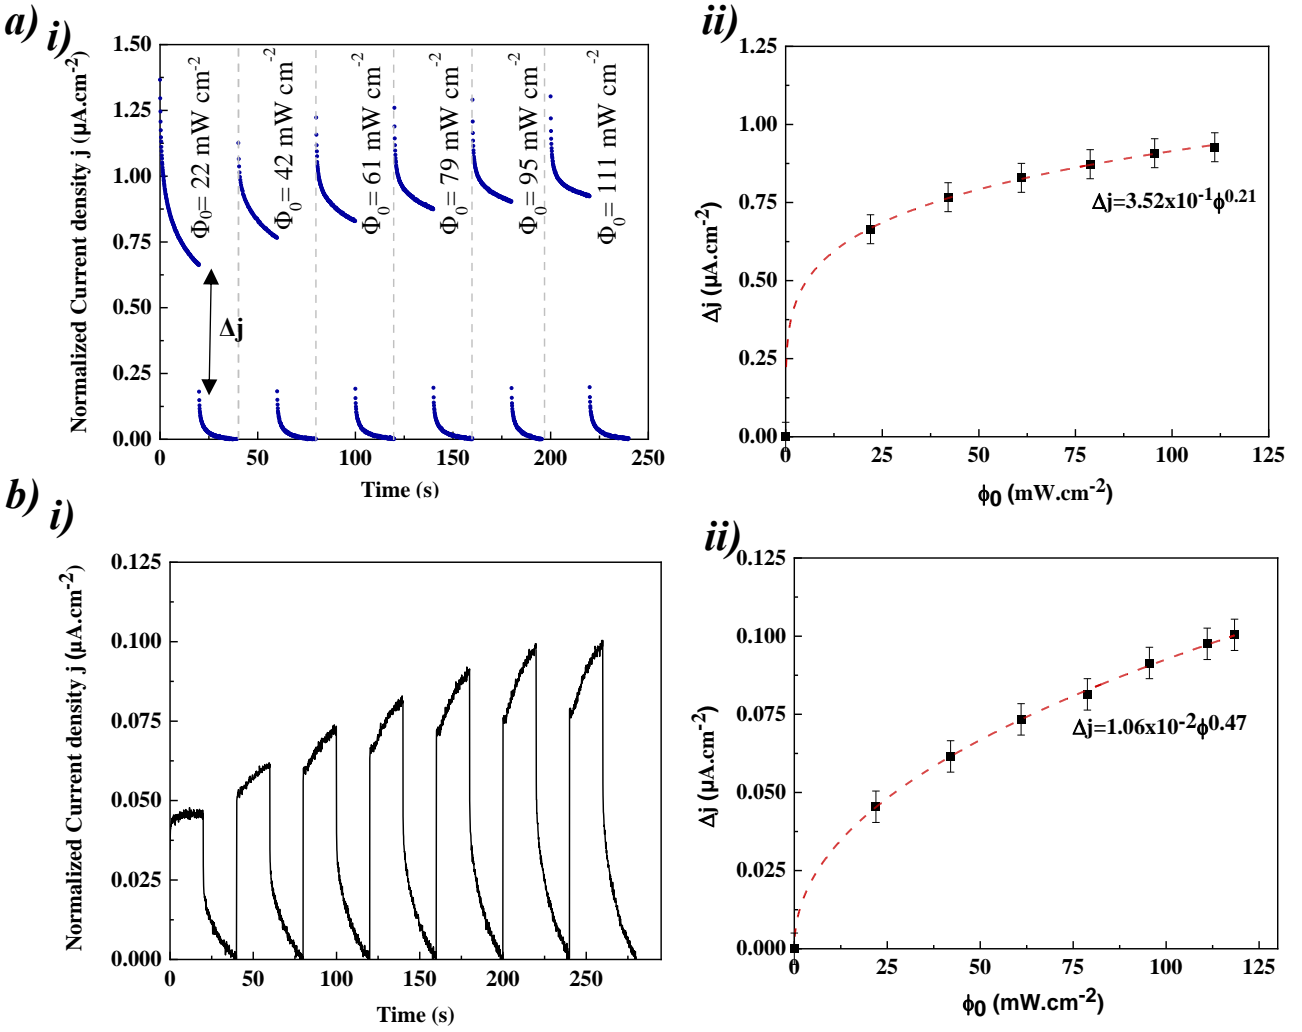 a) i)
Normalized Current density j (µA.cm-2)
1.50
1.25
1.00
0.75
0.50
0.25
0.00
Φ0= 22 mW cm-2
Φ0= 42 mW cm-2
Φ0= 61 mW cm-2
Φ0= 79 mW cm-2
Φ0= 95 mW cm-2
Φ0= 111 mW cm-2
Δj
0 50 100 150 200 250
Time (s)
ii)
Δj (µA.cm-2)
1.25
1.00
0.75
0.50
0.25
0.00
Δj=3.52x10-1ϕ0.21
0 25 50 75 100 125
ϕ0 (mW.cm-2)
b) i)
Normalized Current density j (µA.cm-2)
0.125
0.100
0.075
0.050
0.025
0.000
0 50 100 150 200 250
Time (s)
ii)
Δj (µA.cm-2)
0.125
0.100
0.075
0.050
0.025
0.000
Δj=1.06x10-2ϕ0.47
0 25 50 75 100 125
ϕ0 (mW.cm-2)